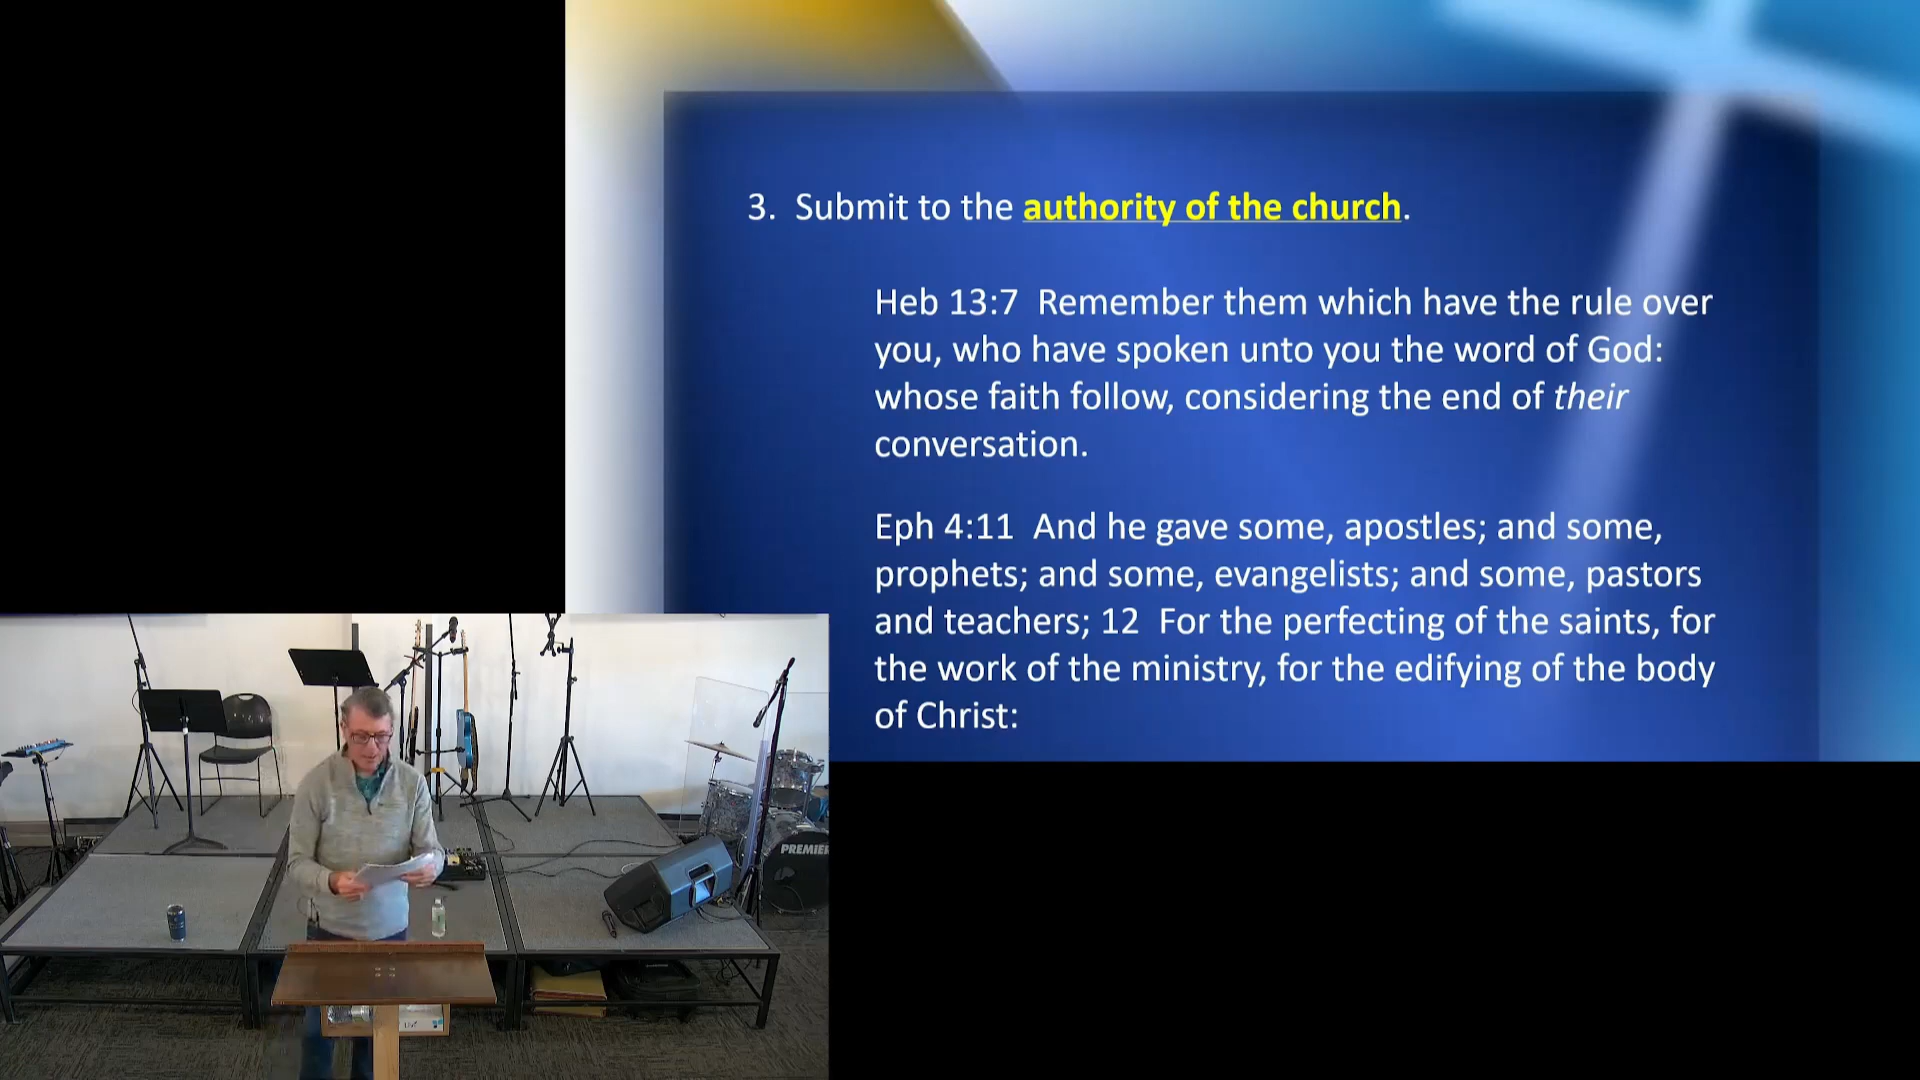 3. Submit to the authority of the church.
Heb 13:7 Remember them which have the rule over
you, who have spoken unto you the word of God:
whose faith follow, considering the end of their
conversation.
Eph 4:11 And he gave some, apostles; and some,
prophets; and some, evangelists; and some, pastors
and teachers; 12 For the perfecting of the saints, for
the work of the ministry, for the edifying of the body
of Christ:
PREMIER